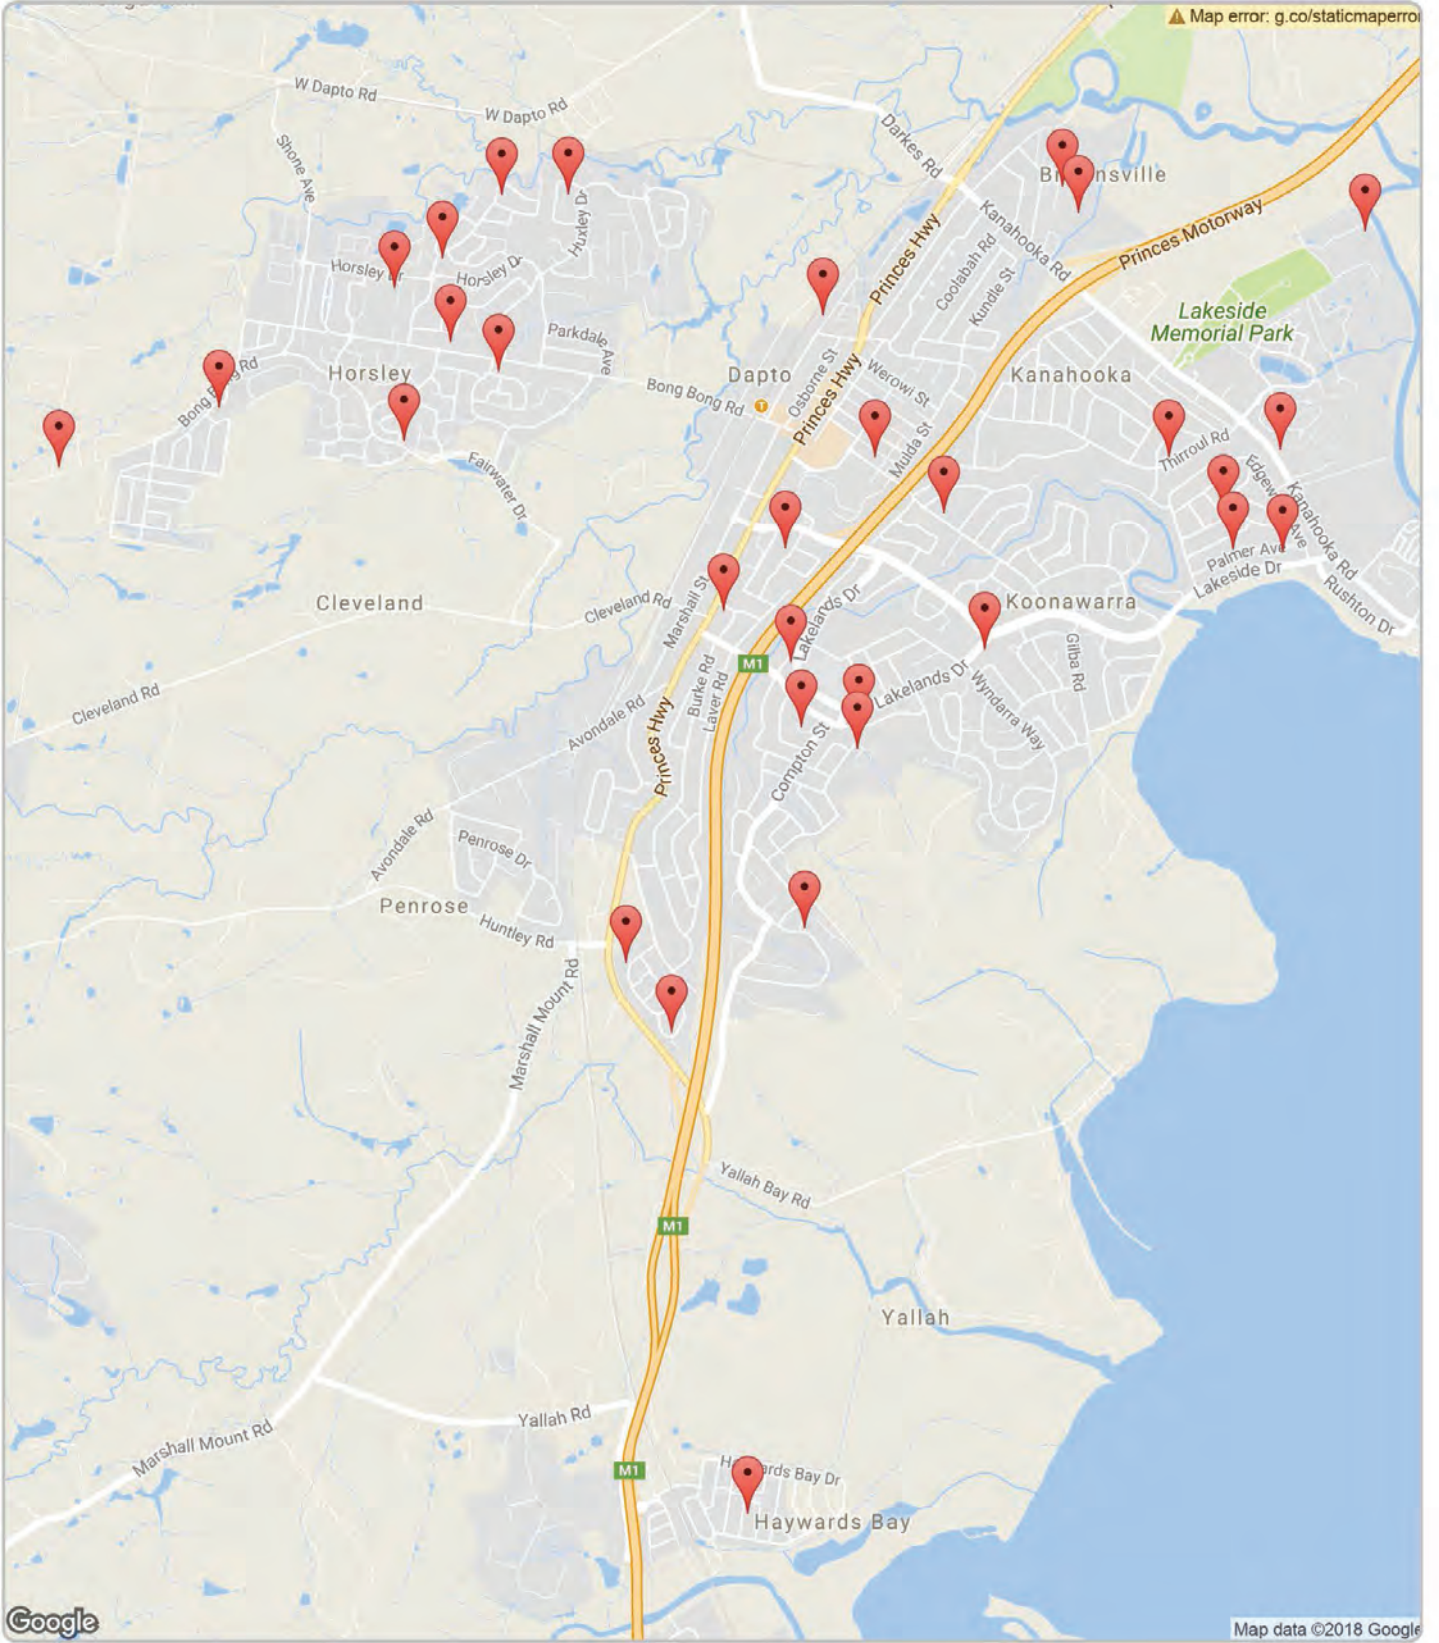 Map error: g.co/staticmaperro
W Dapto Rd
W Dapto Rd
Darkes Rd
Shone Ave
Huxley Dr
Kanahooka Rd
Princes Motorway
Princes Hwy
Coolabah Rd
Kundle St
Horsley Dr
Lakeside
Memorial Park
Parkdale Ave
Horsley
Dapto
Osborne St
Princes Hwy
Werowi St
Kanahooka
Bong Bong Rd
T
Mulda St
Thirroul Rd
Fairwater Dr
Kanahooka Rd
Palmer Ave
Lakeside Dr
Rushton Dr
Cleveland
Cleveland Rd
Marshall St
Lakelands Dr
Koonawarra
Gilba Rd
M1
Burke Rd
Laver Rd
Lakelands Dr
Wyndarra Way
Cleveland Rd
Avondale Rd
Princes Hwy
Compton St
Avondale Rd
Penrose Dr
Penrose
Huntley Rd
Marshall Mount Rd
Yallah Bay Rd
M1
Yallah
Yallah Rd
Marshall Mount Rd
M1
Haywards Bay
Google
Map data ©2018 Google